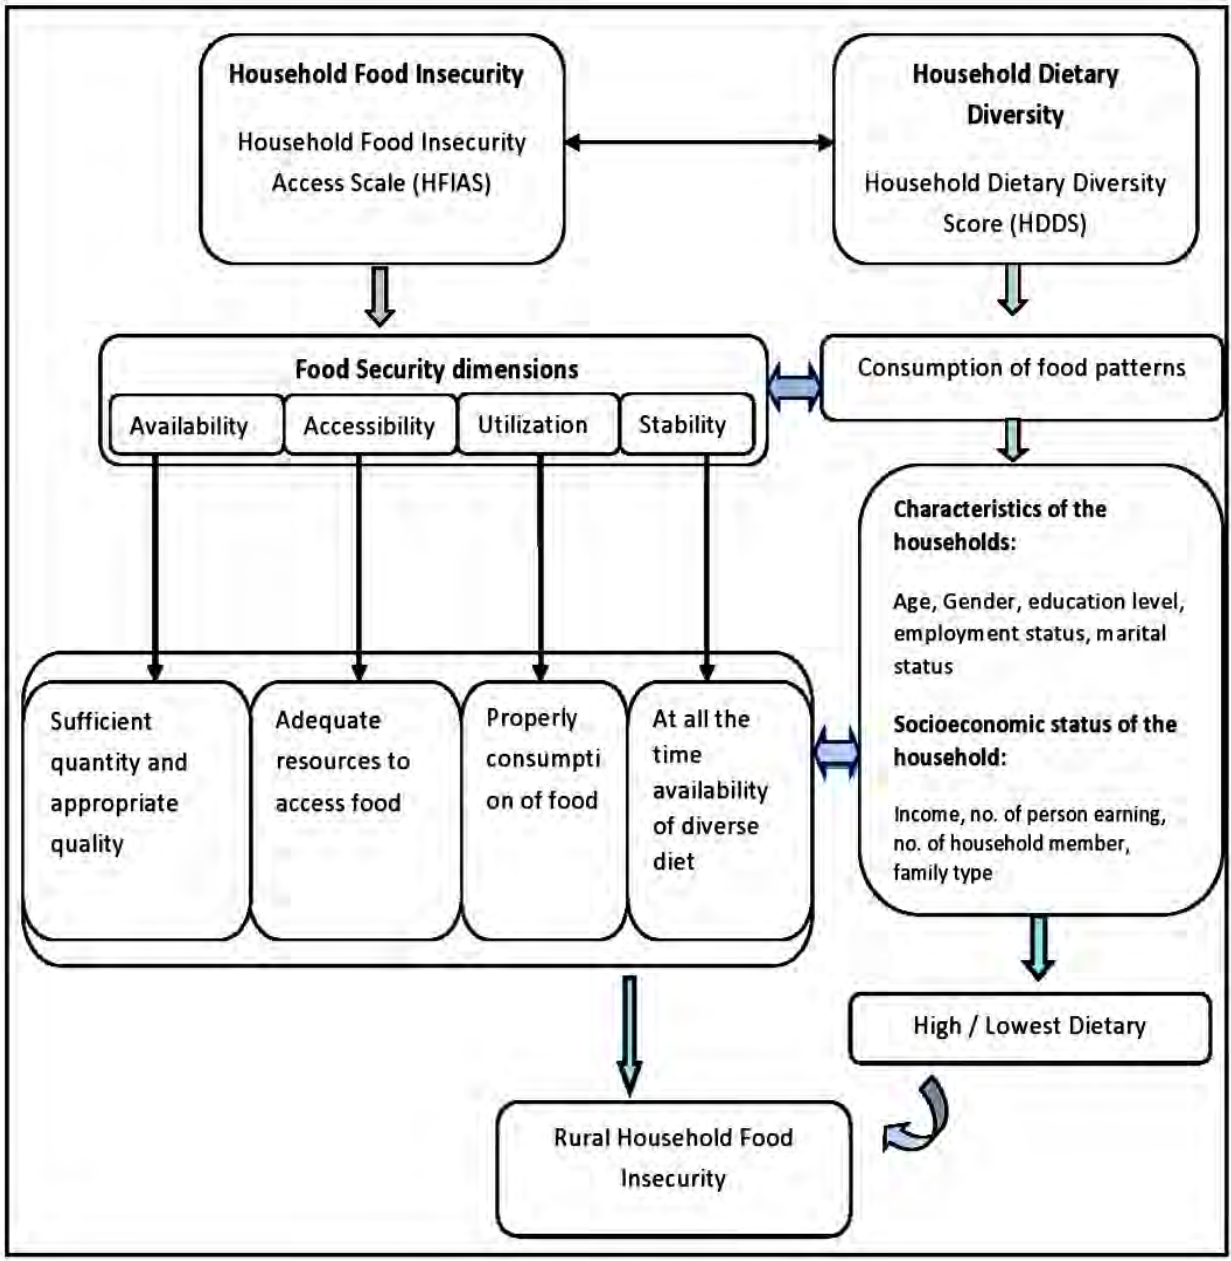 Household Food Insecurity
Household Food Insecurity
Access Scale (HFIAS)
Household Dietary
Diversity
Household Dietary Diversity
Score (HDDS)
Food Security dimensions
Availability
Accessibility
Utilization
Stability
Consumption of food patterns
Characteristics of the
households:
Age, Gender, education level,
employment status, marital
status
Socioeconomic status of the
household:
Income, no. of person earning,
no. of household member,
family type
Sufficient
quantity and
appropriate
quality
Adequate
resources to
access food
Properly
consumpti
on of food
At all the
time
availability
of diverse
diet
High / Lowest Dietary
Rural Household Food
Insecurity